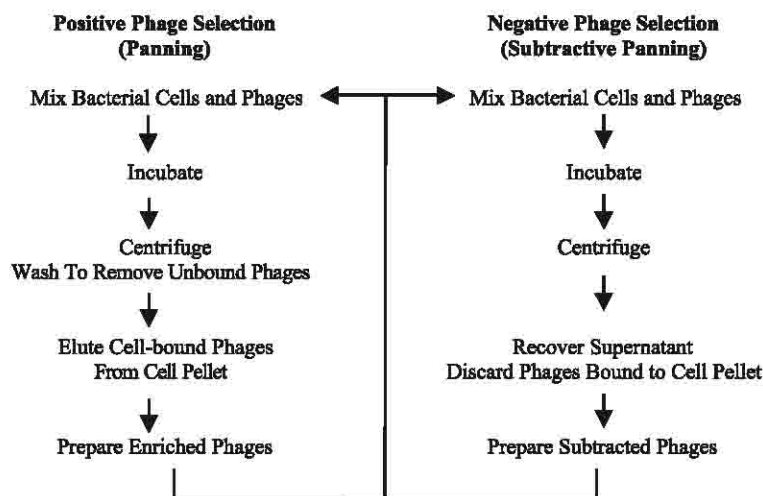 Positive Phage Selection
(Panning)
Mix Bacterial Cells and Phages
Incubate
Centrifuge
Wash To Remove Unbound Phages
Elute Cell-bound Phages
From Cell Pellet
Prepare Enriched Phages
Negative Phage Selection
(Subtractive Panning)
Mix Bacterial Cells and Phages
Incubate
Centrifuge
Recover Supernatant
Discard Phages Bound to Cell Pellet
Prepare Subtracted Phages